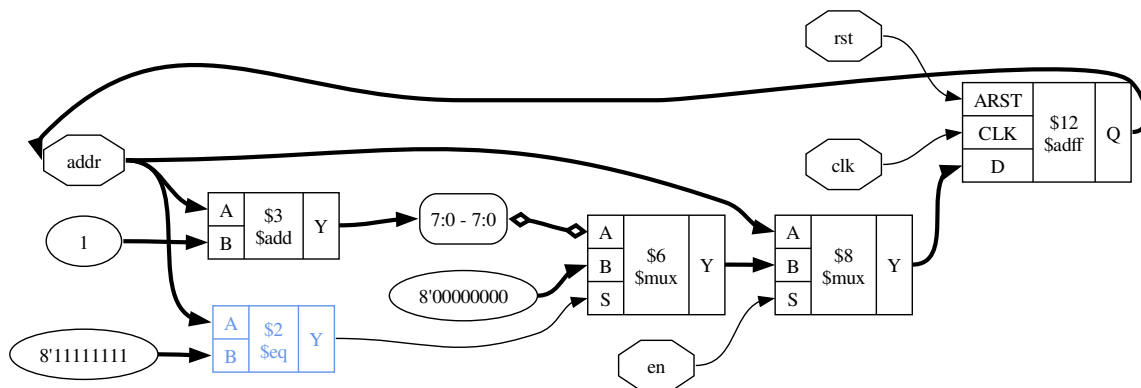 rst
ARST
CLK
D
$12
$adff
Q
clk
addr
A
B
$3
$add
Y
7:0 - 7:0
1
A
B
S
$6
$mux
Y
A
B
S
$8
$mux
Y
8'00000000
A
B
$2
$eq
Y
8'11111111
en